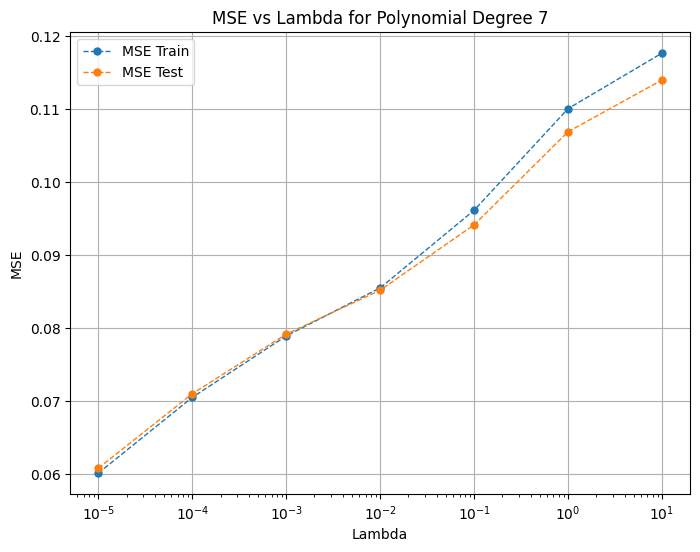 MSE vs Lambda for Polynomial Degree 7
MSE Train
MSE Test
0.12
0.11
0.10
0.09
0.08
0.07
0.06
MSE
10⁻⁵ 10⁻⁴ 10⁻³ 10⁻² 10⁻¹ 10⁰ 10¹
Lambda